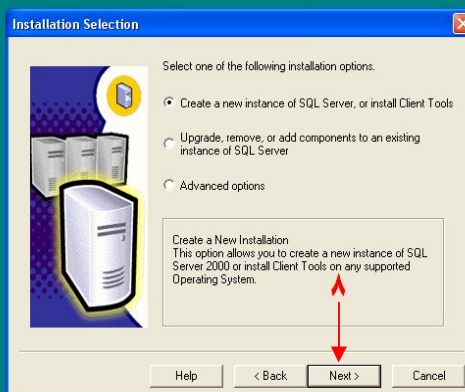 Installation Selection
Select one of the following installation options.
Create a new instance of SQL Server, or install Client Tools
Upgrade, remove, or add components to an existing
instance of SQL Server
Advanced options
Create a New Installation
This option allows you to create a new instance of SQL
Server 2000 or install Client Tools on any supported
Operating System.
٨
Help
< Back
Next >
Cancel